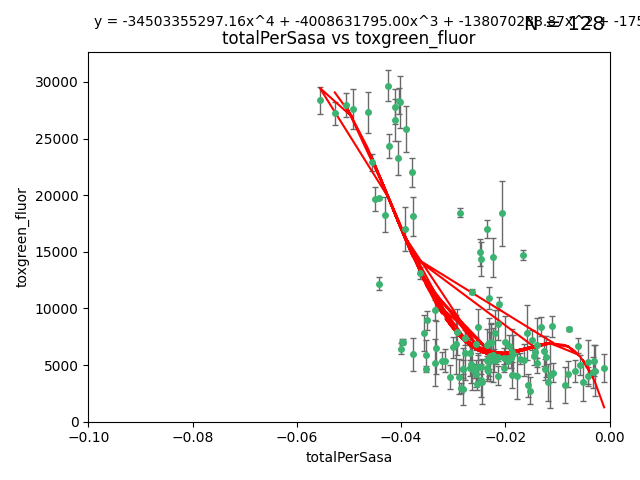 y = -34503355297.16x^4 + -4008631795.00x^3 + -138070288.87x^2 + -175
N = 128
totalPerSasa vs toxgreen_fluor
30000
25000
20000
15000
10000
5000
0
toxgreen_fluor
−0.10 −0.08 −0.06 −0.04 −0.02 0.00
totalPerSasa